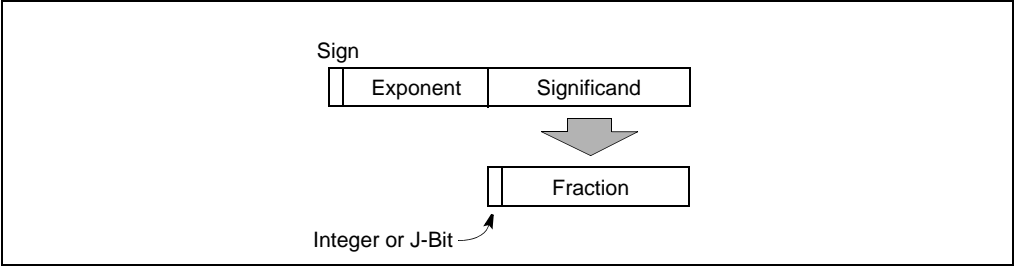 Sign
Exponent Significand
Fraction
Integer or J-Bit